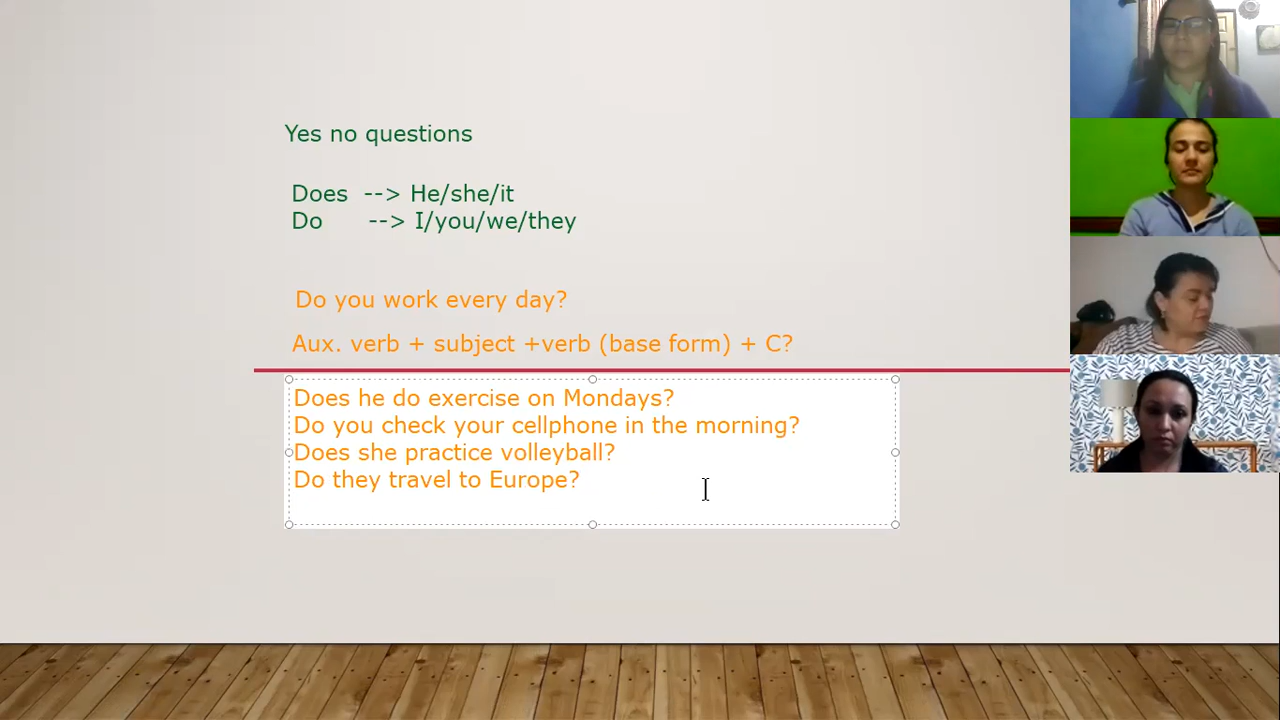 Yes no questions
Does --> He/she/it
Do --> I/you/we/they
Do you work every day?
Aux. verb + subject +verb (base form) + C?
Does he do exercise on Mondays?
Do you check your cellphone in the morning?
Does she practice volleyball?
Do they travel to Europe?